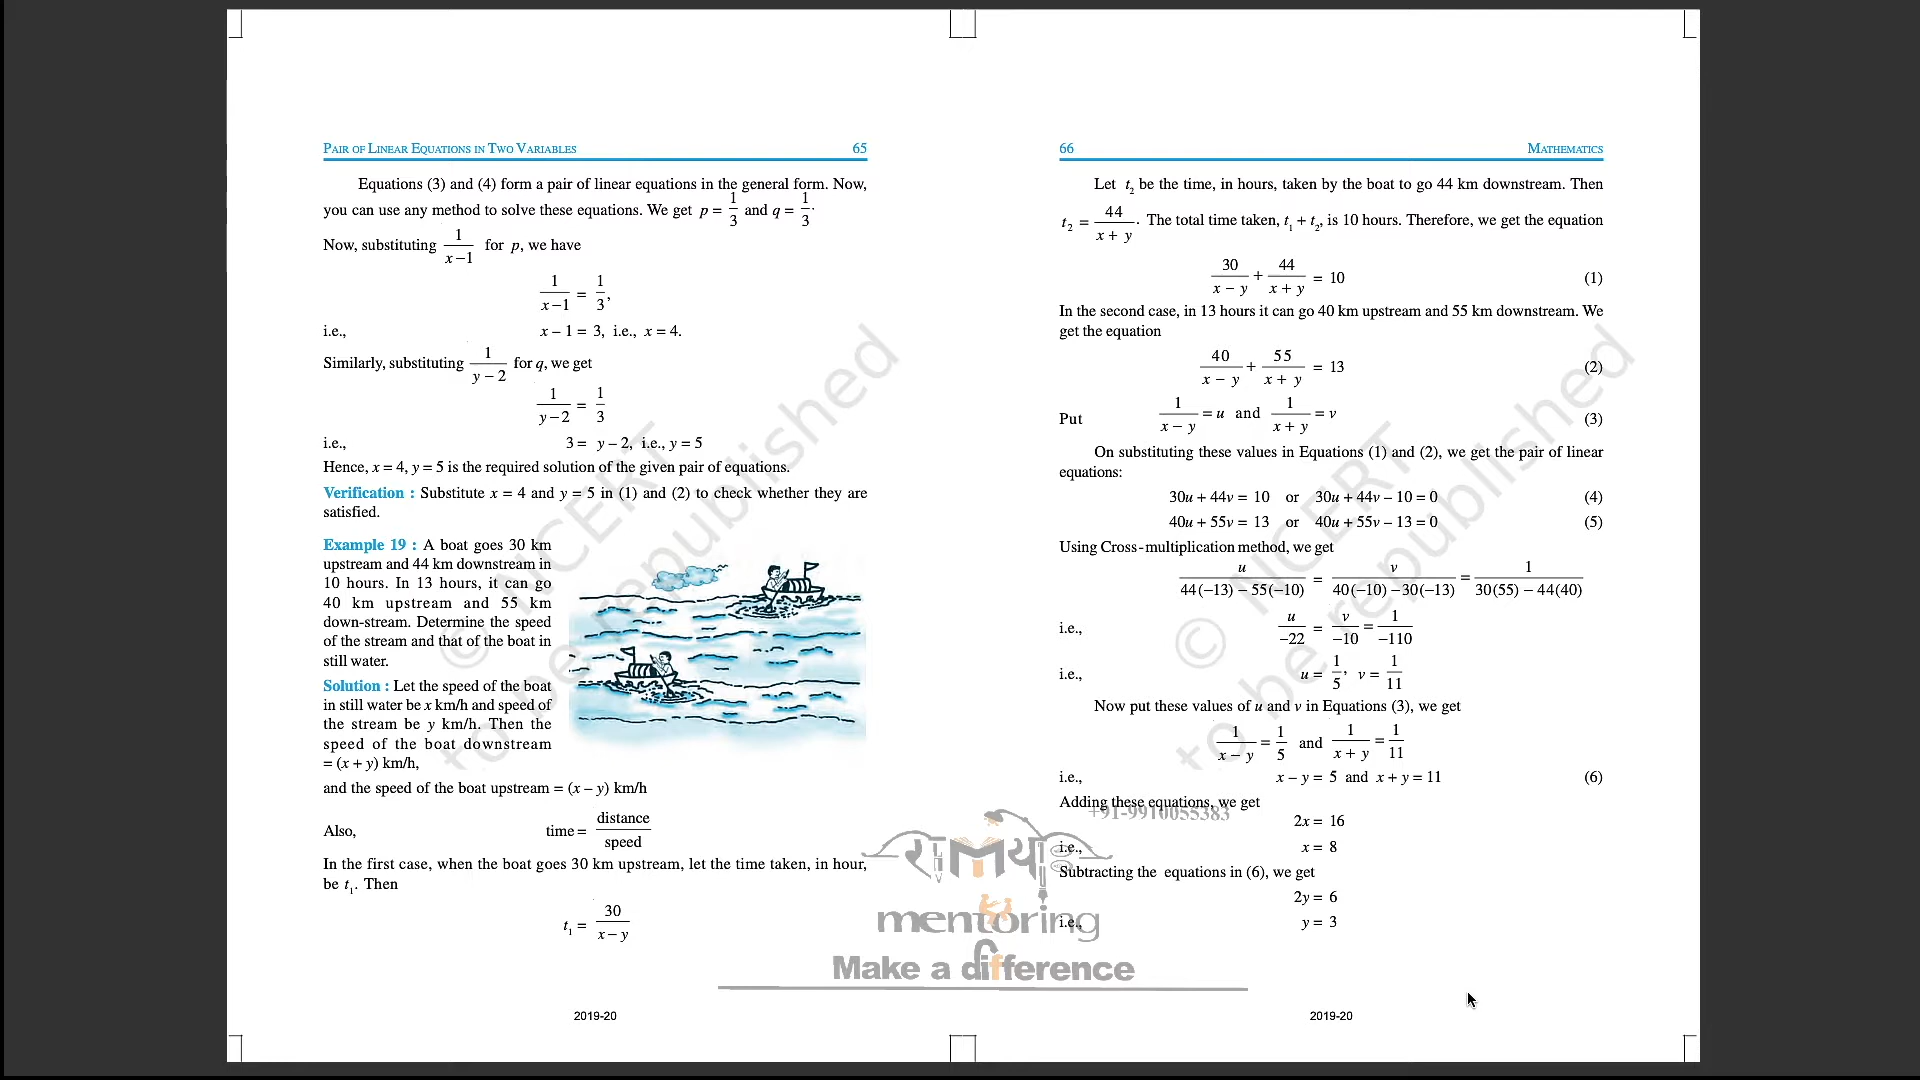 PAIR OF LINEAR EQUATIONS IN TWO VARIABLES 65
Equations (3) and (4) form a pair of linear equations in the general form. Now,
you can use any method to solve these equations. We get p = 1/3 and q = 1/3.
Now, substituting 1/(x–1) for p, we have
1/(x–1) = 1/3,
i.e., x – 1 = 3, i.e., x = 4.
Similarly, substituting 1/(y – 2) for q, we get
1/(y–2) = 1/3
i.e., 3 = y – 2, i.e., y = 5
Hence, x = 4, y = 5 is the required solution of the given pair of equations.
Verification : Substitute x = 4 and y = 5 in (1) and (2) to check whether they are
satisfied.
Example 19 : A boat goes 30 km
upstream and 44 km downstream in
10 hours. In 13 hours, it can go
40 km upstream and 55 km
down-stream. Determine the speed
of the stream and that of the boat in
still water.
Solution : Let the speed of the boat
in still water be x km/h and speed of
the stream be y km/h. Then the
speed of the boat downstream
= (x + y) km/h,
and the speed of the boat upstream = (x – y) km/h
Also, time = distance/speed
In the first case, when the boat goes 30 km upstream, let the time taken, in hour,
be t₁. Then
t₁ = 30/(x – y)
2019-20
66 MATHEMATICS
Let t₂ be the time, in hours, taken by the boat to go 44 km downstream. Then
t₂ = 44/(x + y). The total time taken, t₁ + t₂, is 10 hours. Therefore, we get the equation
30/(x – y) + 44/(x + y) = 10 (1)
In the second case, in 13 hours it can go 40 km upstream and 55 km downstream. We
get the equation
40/(x – y) + 55/(x + y) = 13 (2)
Put 1/(x – y) = u and 1/(x + y) = v (3)
On substituting these values in Equations (1) and (2), we get the pair of linear
equations:
30u + 44v = 10 or 30u + 44v – 10 = 0 (4)
40u + 55v = 13 or 40u + 55v – 13 = 0 (5)
Using Cross-multiplication method, we get
u/(44(–13) – 55(–10)) = v/(40(–10) – 30(–13)) = 1/(30(55) – 44(40))
i.e., u/–22 = v/–10 = 1/–110
i.e., u = 1/5, v = 1/11
Now put these values of u and v in Equations (3), we get
1/(x – y) = 1/5 and 1/(x + y) = 1/11
i.e., x – y = 5 and x + y = 11 (6)
Adding these equations, we get
2x = 16
i.e., x = 8
Subtracting the equations in (6), we get
2y = 6
i.e., y = 3
2019-20
© NCERT
to be republished
© NCERT
to be republished
+91-9910055383
mentoring
Make a difference